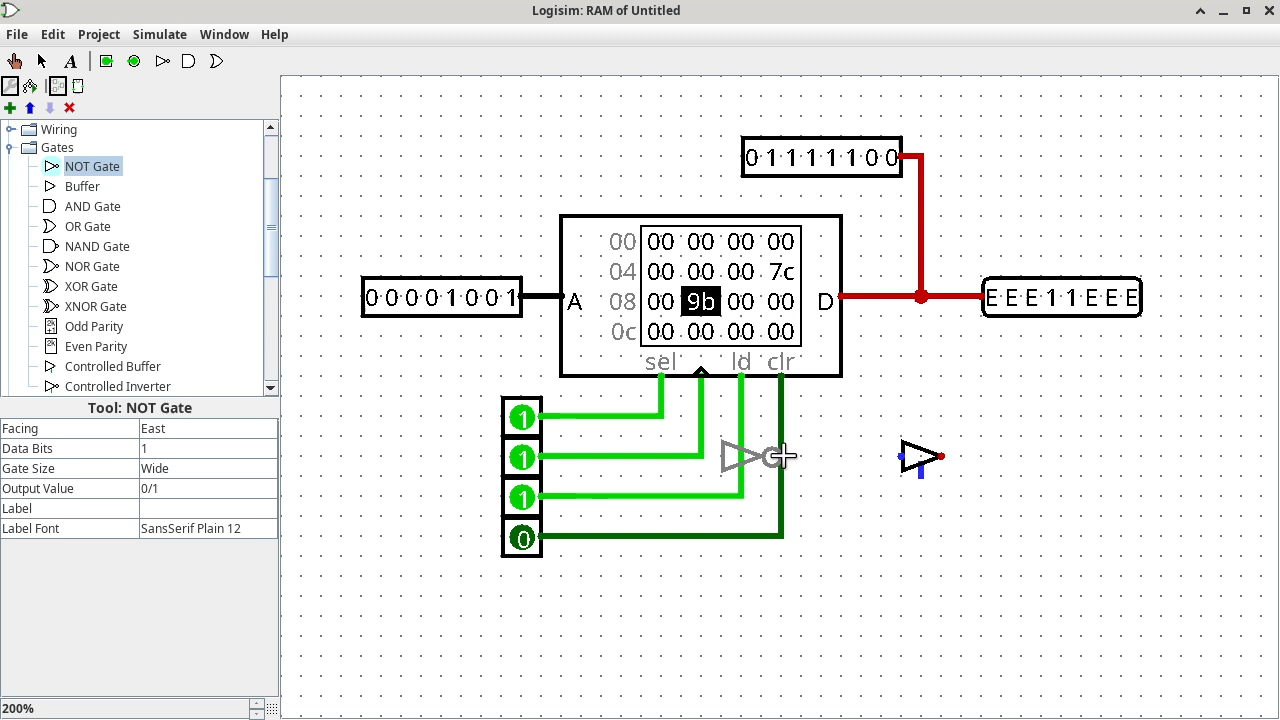 Logisim: RAM of Untitled
File Edit Project Simulate Window Help
A
Wiring
Gates
NOT Gate
Buffer
AND Gate
OR Gate
NAND Gate
NOR Gate
XOR Gate
XNOR Gate
Odd Parity
Even Parity
Controlled Buffer
Controlled Inverter
Tool: NOT Gate
Facing East
Data Bits 1
Gate Size Wide
Output Value 0/1
Label
Label Font SansSerif Plain 12
200%
0 1 1 1 1 1 0 0
00 00 00 00 00
04 00 00 00 7c
0 0 0 0 1 0 0 1 A 08 00 9b 00 00 D E E E 1 1 E E E
0c 00 00 00 00
sel ld clr
1
1
1
0